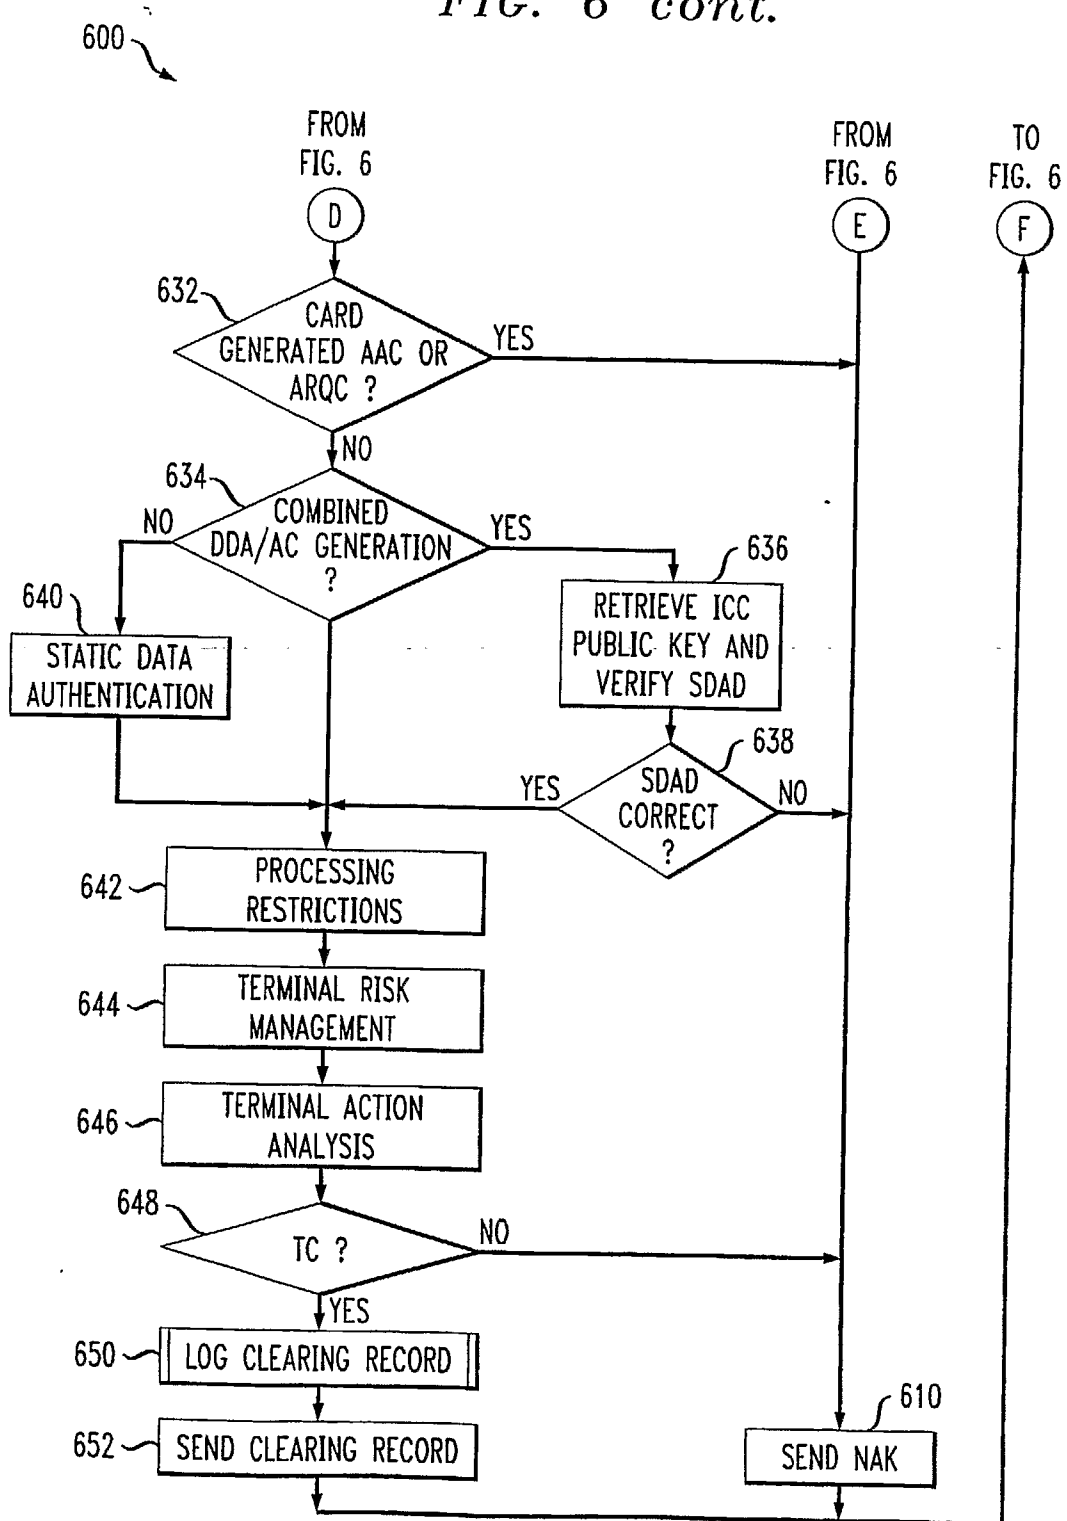 FIG. 6 cont.
600
FROM
FIG. 6
D
FROM
FIG. 6
E
TO
FIG. 6
F
632
CARD
GENERATED AAC OR
ARQC ?
YES
NO
634
COMBINED
DDA/AC GENERATION
?
NO
YES
636
RETRIEVE ICC
PUBLIC KEY AND
VERIFY SDAD
640
STATIC DATA
AUTHENTICATION
638
SDAD
CORRECT
?
YES
NO
642
PROCESSING
RESTRICTIONS
644
TERMINAL RISK
MANAGEMENT
646
TERMINAL ACTION
ANALYSIS
648
TC ?
NO
YES
650
LOG CLEARING RECORD
652
SEND CLEARING RECORD
610
SEND NAK